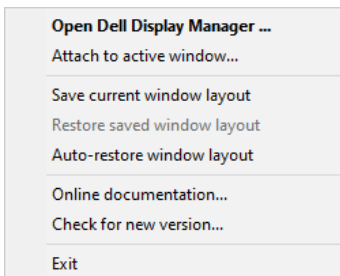 Open Dell Display Manager ...
Attach to active window...
Save current window layout
Restore saved window layout
Auto-restore window layout
Online documentation...
Check for new version...
Exit